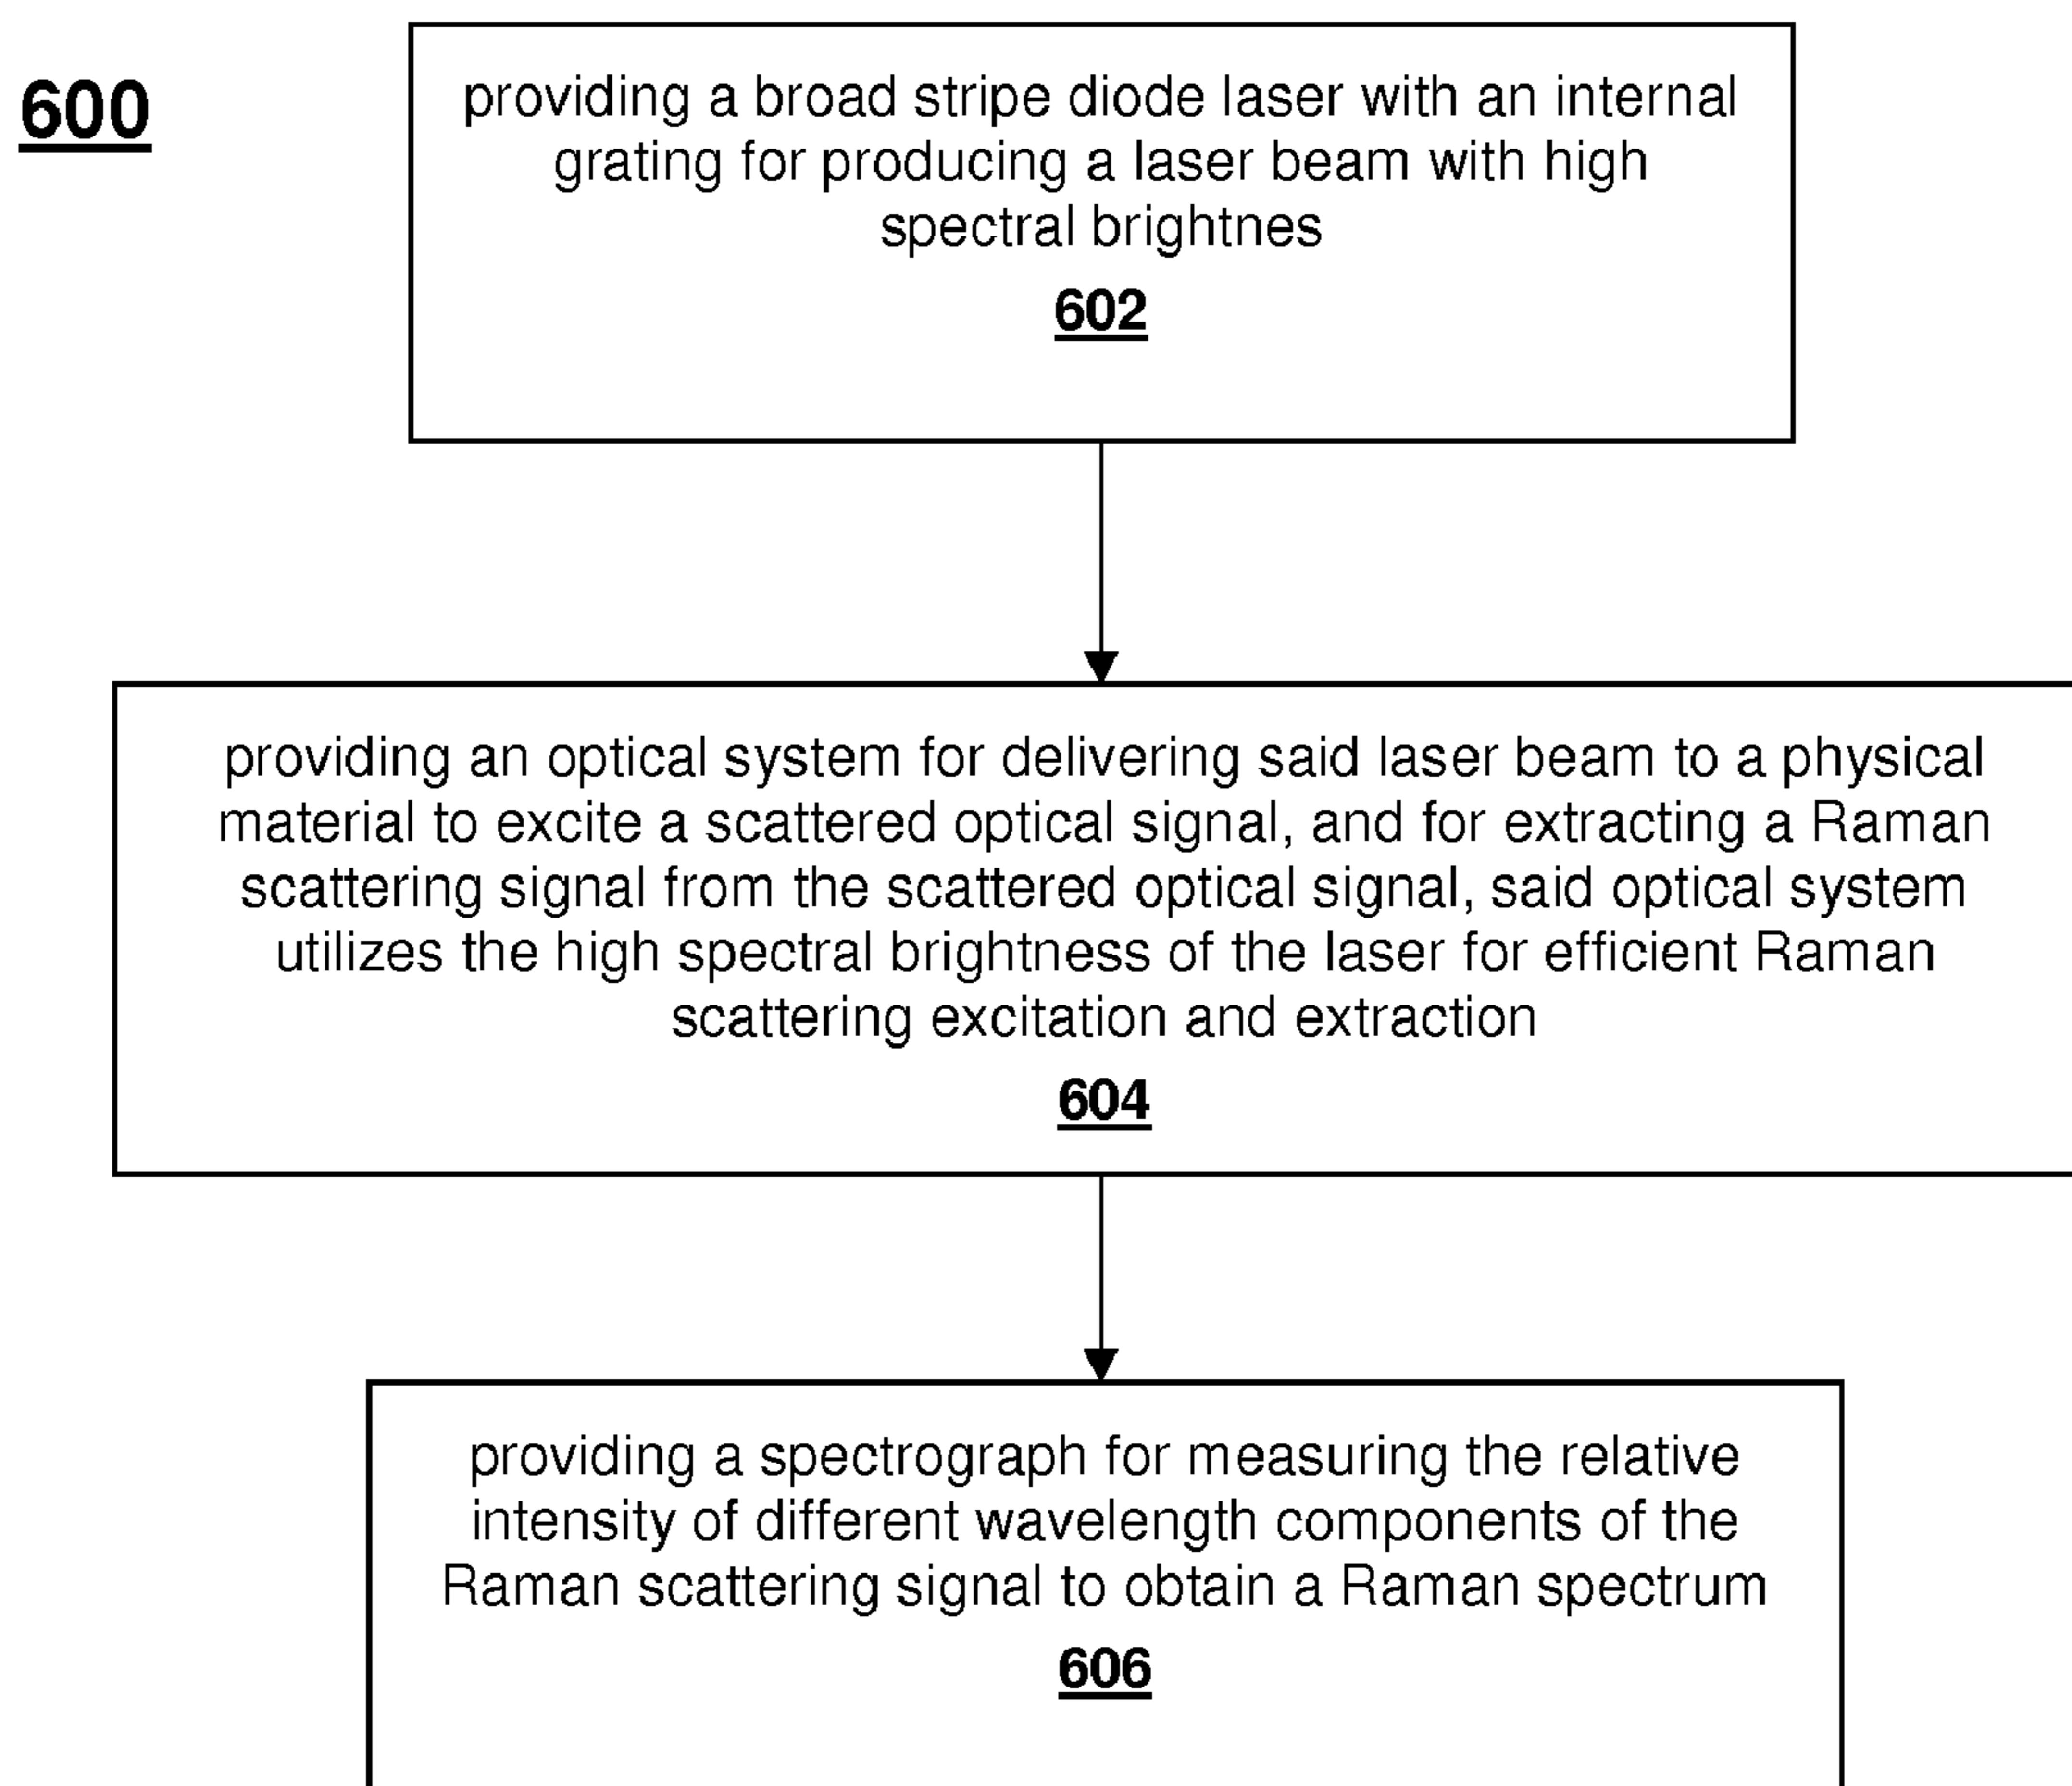 600
providing a broad stripe diode laser with an internal
grating for producing a laser beam with high
spectral brightnes
602
providing an optical system for delivering said laser beam to a physical
material to excite a scattered optical signal, and for extracting a Raman
scattering signal from the scattered optical signal, said optical system
utilizes the high spectral brightness of the laser for efficient Raman
scattering excitation and extraction
604
providing a spectrograph for measuring the relative
intensity of different wavelength components of the
Raman scattering signal to obtain a Raman spectrum
606